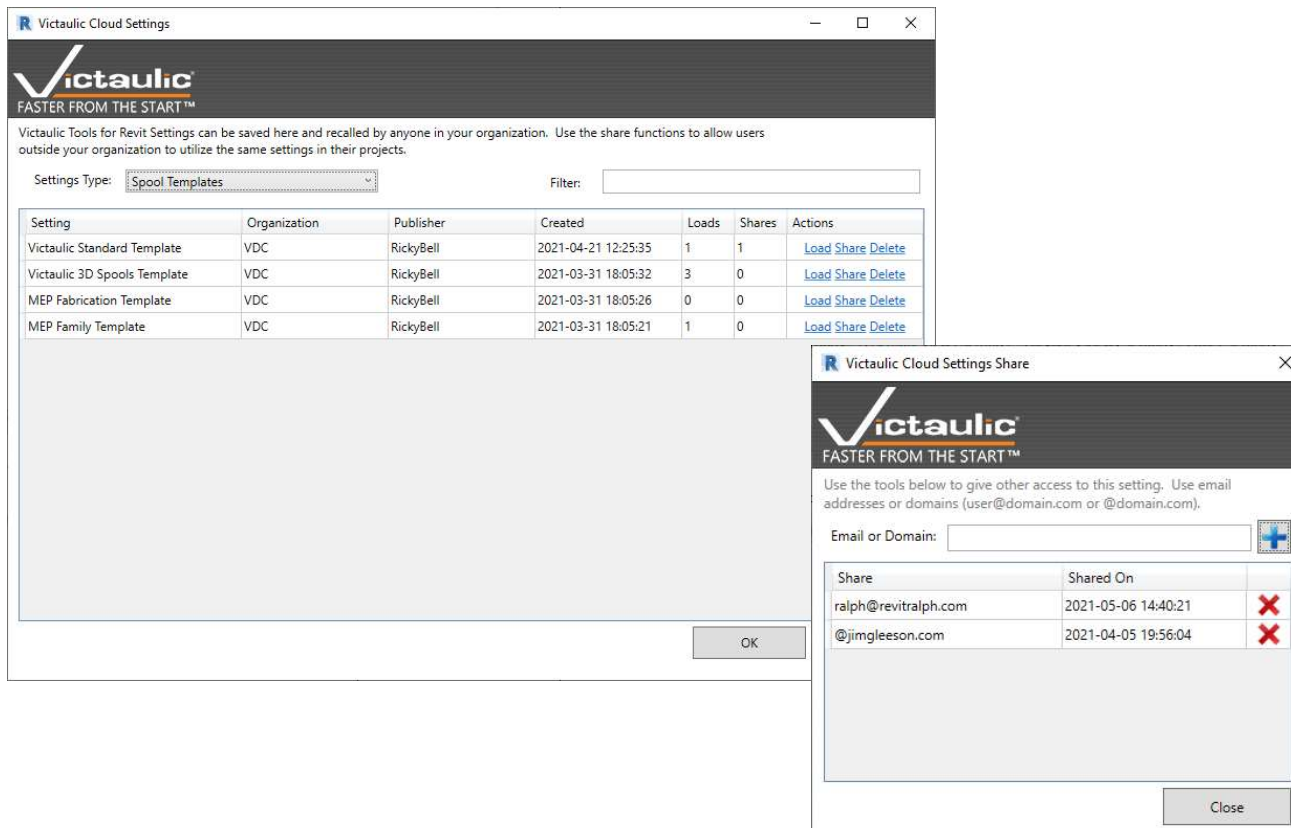 Victaulic Cloud Settings
Victaulic®
FASTER FROM THE START™
Victaulic Tools for Revit Settings can be saved here and recalled by anyone in your organization. Use the share functions to allow users
outside your organization to utilize the same settings in their projects.
Settings Type: Spool Templates Filter:
Setting Organization Publisher Created Loads Shares Actions
Victaulic Standard Template VDC RickyBell 2021-04-21 12:25:35 1 1 Load Share Delete
Victaulic 3D Spools Template VDC RickyBell 2021-03-31 18:05:32 3 0 Load Share Delete
MEP Fabrication Template VDC RickyBell 2021-03-31 18:05:26 0 0 Load Share Delete
MEP Family Template VDC RickyBell 2021-03-31 18:05:21 1 0 Load Share Delete
OK
Victaulic Cloud Settings Share
Victaulic®
FASTER FROM THE START™
Use the tools below to give other access to this setting. Use email
addresses or domains (user@domain.com or @domain.com).
Email or Domain:
Share Shared On
ralph@revitralph.com 2021-05-06 14:40:21
@jimgleeson.com 2021-04-05 19:56:04
Close